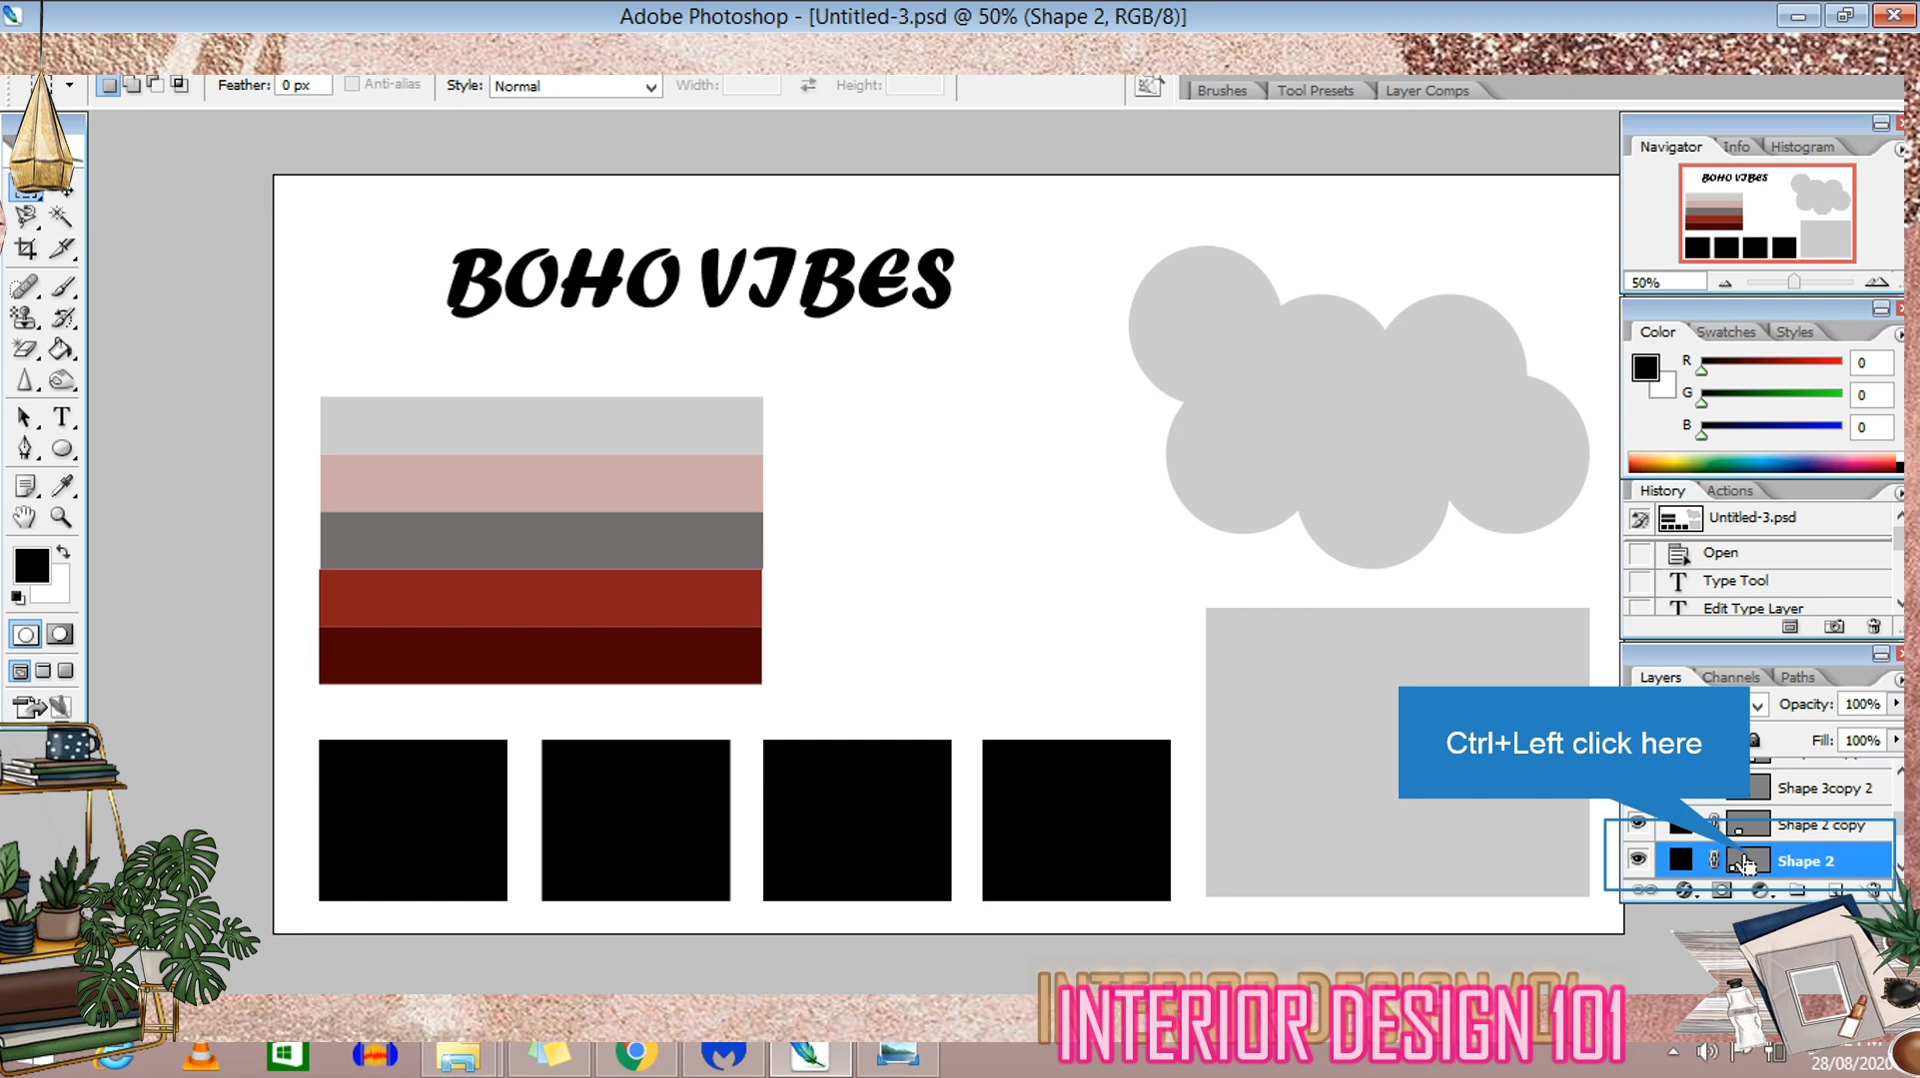 Adobe Photoshop - [Untitled-3.psd @ 50% (Shape 2, RGB/8)]
Feather: 0 px Anti-alias Style: Normal Width: Height:
Brushes Tool Presets Layer Comps
Navigator Info Histogram
BOHO VIBES
50%
BOHO VIBES
Color Swatches Styles
R 0
G 0
B 0
History Actions
Untitled-3.psd
Open
Type Tool
Edit Type Layer
Layers Channels Paths
Opacity: 100%
Fill: 100%
Ctrl+Left click here
Shape 3copy 2
Shape 2 copy
Shape 2
INTERIOR DESIGN 101
28/08/2020